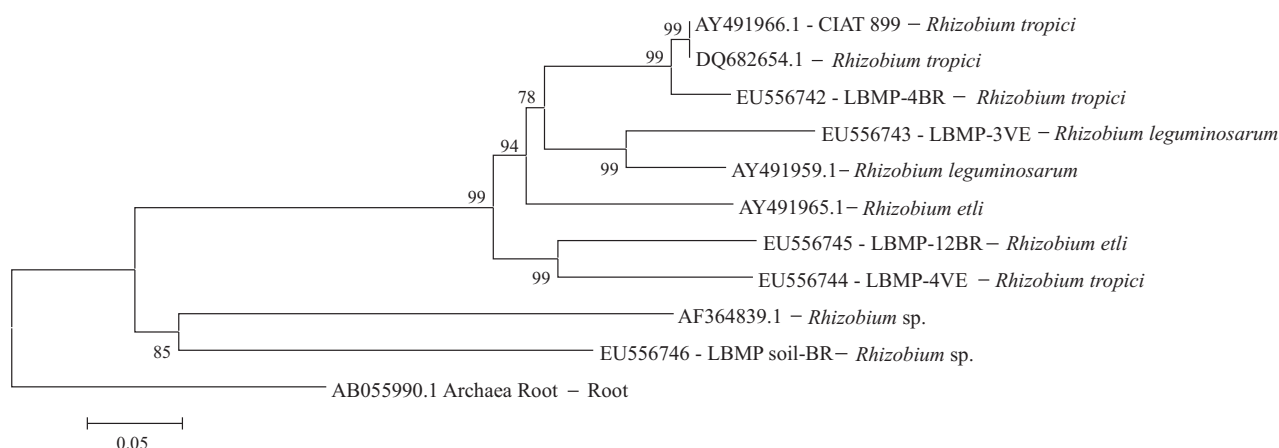 99 AY491966.1 - CIAT 899 – Rhizobium tropici
99 DQ682654.1 – Rhizobium tropici
EU556742 - LBMP-4BR – Rhizobium tropici
78
EU556743 - LBMP-3VE – Rhizobium leguminosarum
94
99 AY491959.1– Rhizobium leguminosarum
99
AY491965.1– Rhizobium etli
EU556745 - LBMP-12BR – Rhizobium etli
99 EU556744 - LBMP-4VE – Rhizobium tropici
AF364839.1 – Rhizobium sp.
85 EU556746 - LBMP soil-BR– Rhizobium sp.
AB055990.1 Archaea Root – Root
0.05